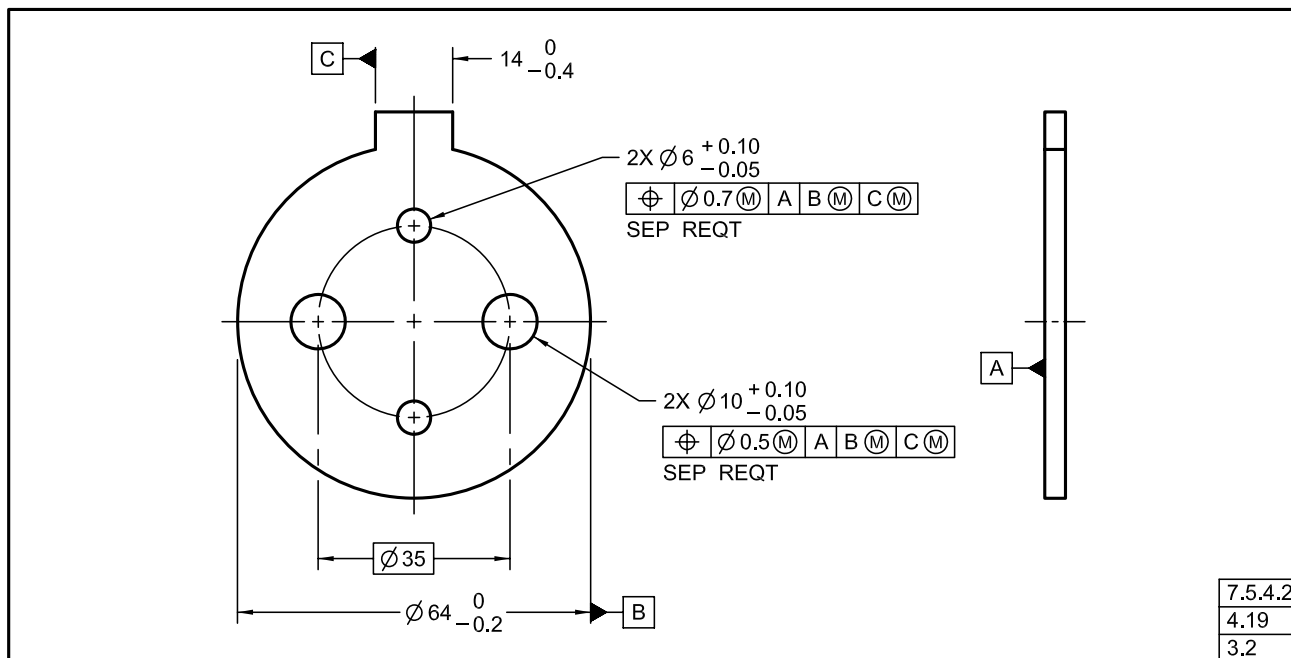 C
14 0 −0.4
2X ∅6 +0.10 −0.05
⌖ ∅0.7Ⓜ A BⓂ CⓂ
SEP REQT
A
2X ∅10 +0.10 −0.05
⌖ ∅0.5Ⓜ A BⓂ CⓂ
SEP REQT
∅35
∅64 0 −0.2 B
7.5.4.2
4.19
3.2